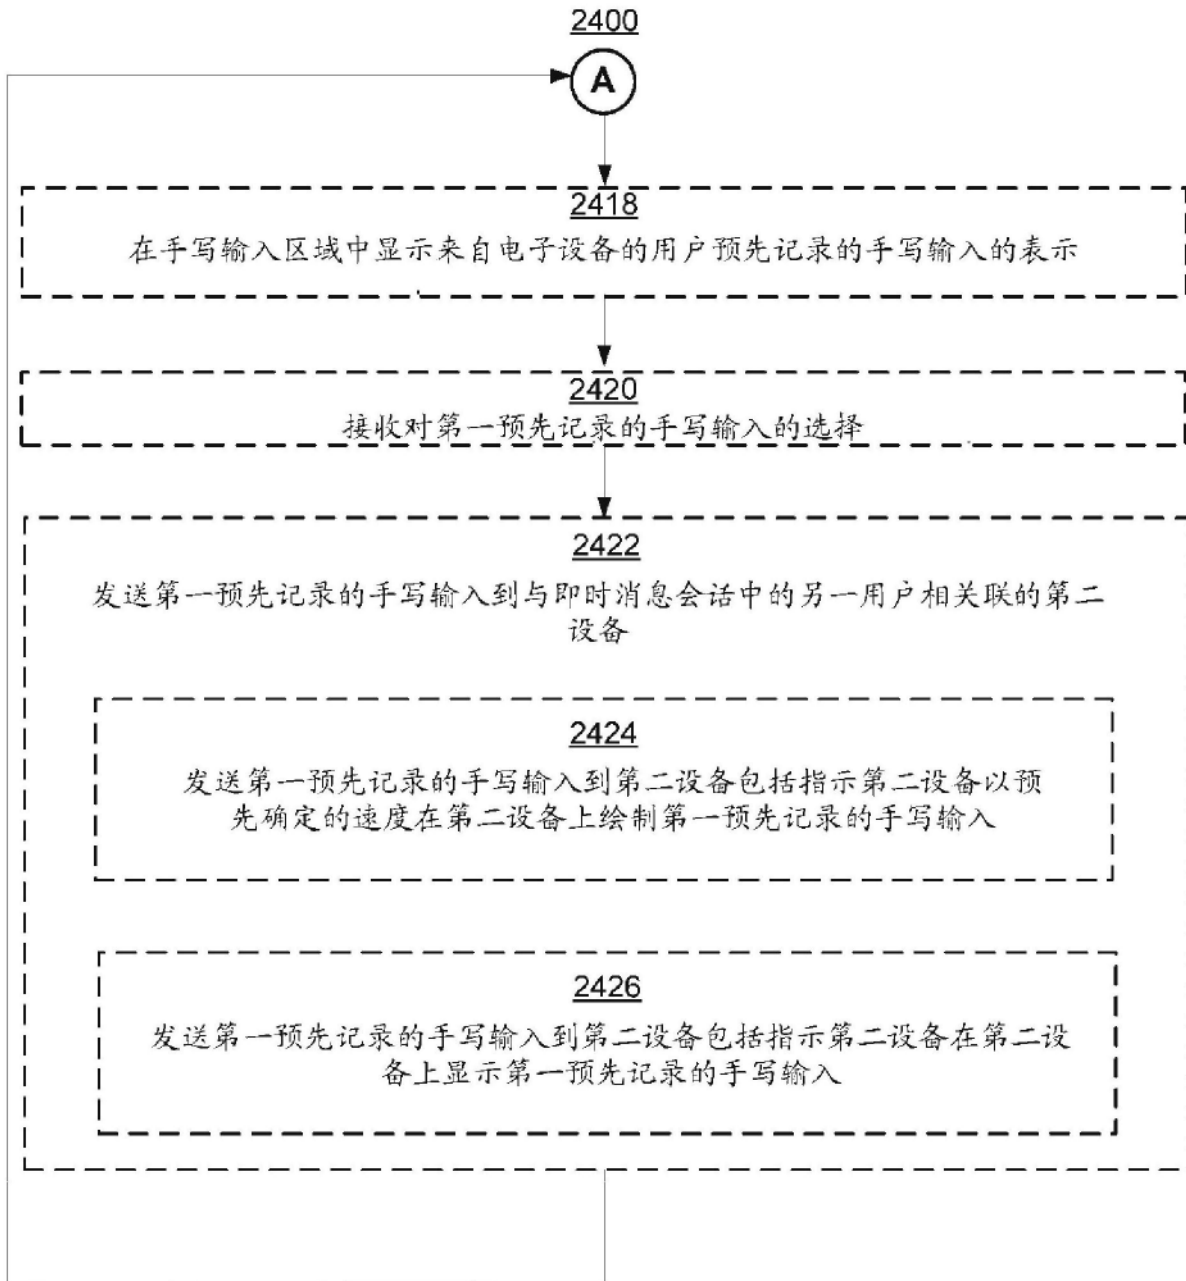 2400
A
2418
在手写输入区域中显示来自电子设备的用户预先记录的手写输入的表示
2420
接收对第一预先记录的手写输入的选择
2422
发送第一预先记录的手写输入到与即时消息会话中的另一用户相关联的第二
设备
2424
发送第一预先记录的手写输入到第二设备包括指示第二设备以预
先确定的速度在第二设备上绘制第一预先记录的手写输入
2426
发送第一预先记录的手写输入到第二设备包括指示第二设备在第二设
备上显示第一预先记录的手写输入